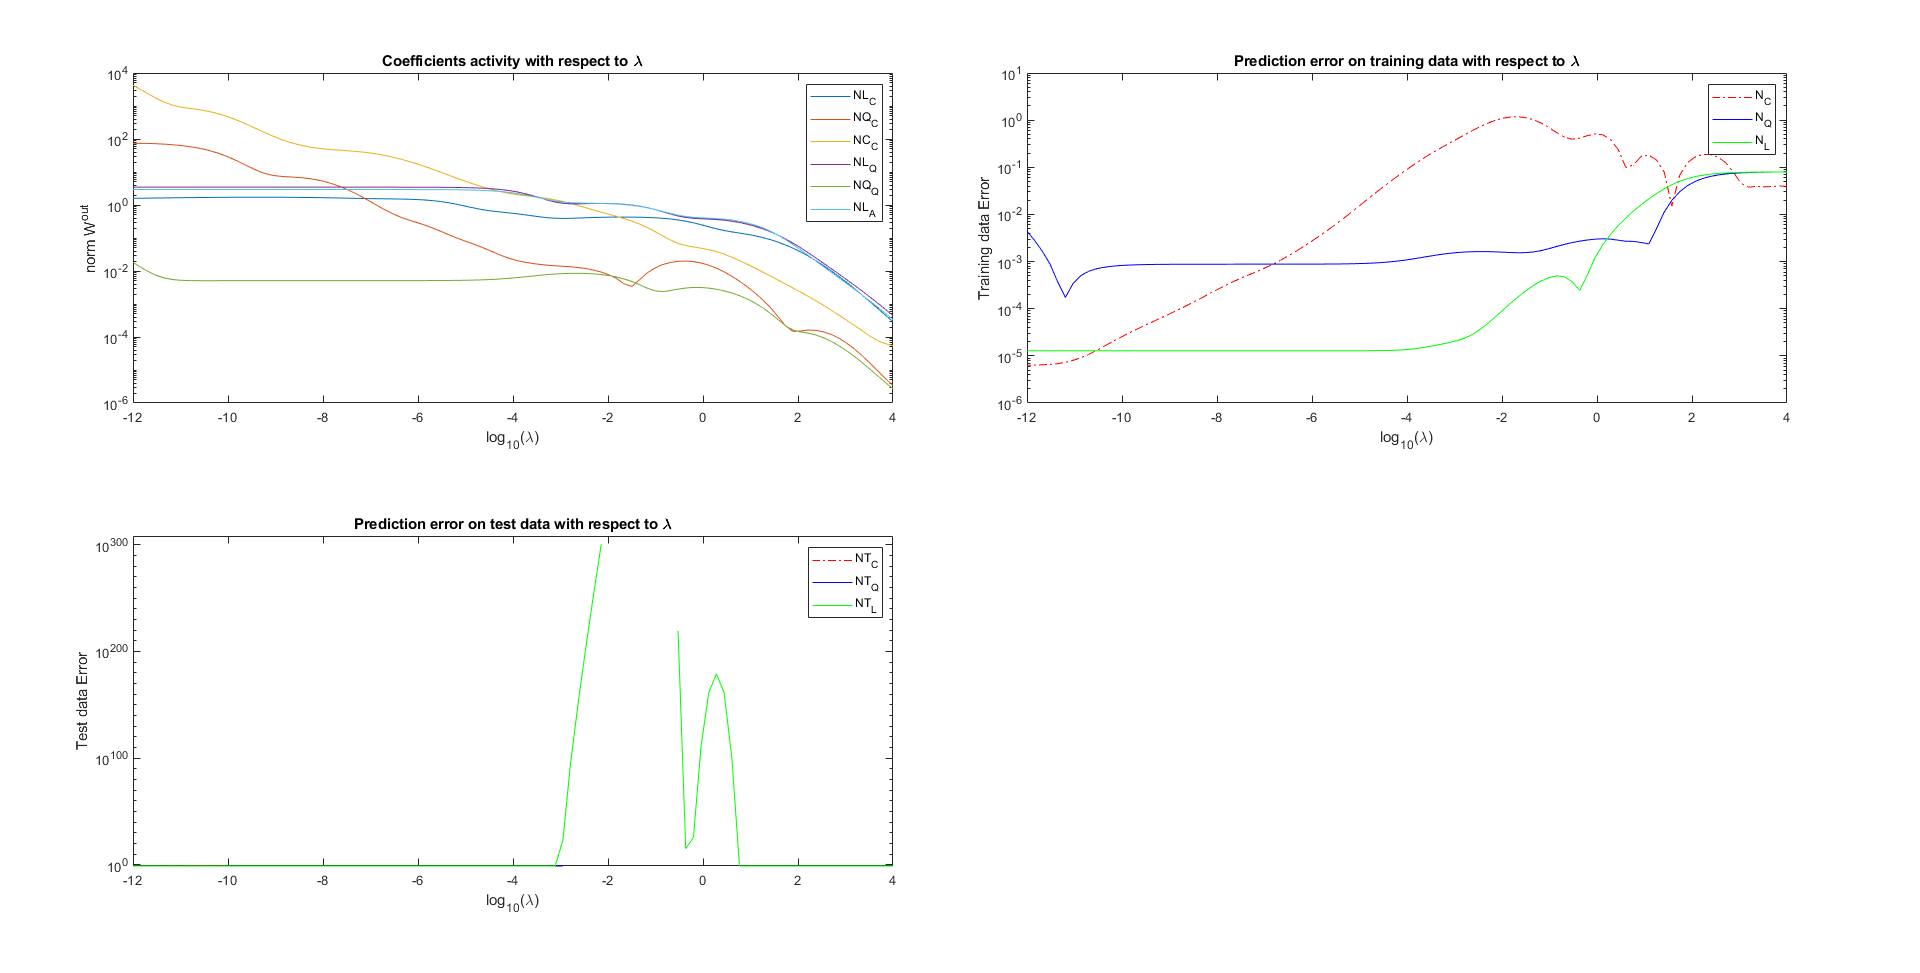 Coefficients activity with respect to λ
10^4
10^2
10^0
10^-2
10^-4
10^-6
norm W^out
NL_C
NQ_C
NC_C
NL_Q
NQ_Q
NL_A
-12 -10 -8 -6 -4 -2 0 2 4
log_10(λ)
Prediction error on training data with respect to λ
10^1
10^0
10^-1
10^-2
10^-3
10^-4
10^-5
10^-6
Training data Error
N_C
N_Q
N_L
-12 -10 -8 -6 -4 -2 0 2 4
log_10(λ)
Prediction error on test data with respect to λ
10^300
10^200
10^100
10^0
Test data Error
NT_C
NT_Q
NT_L
-12 -10 -8 -6 -4 -2 0 2 4
log_10(λ)